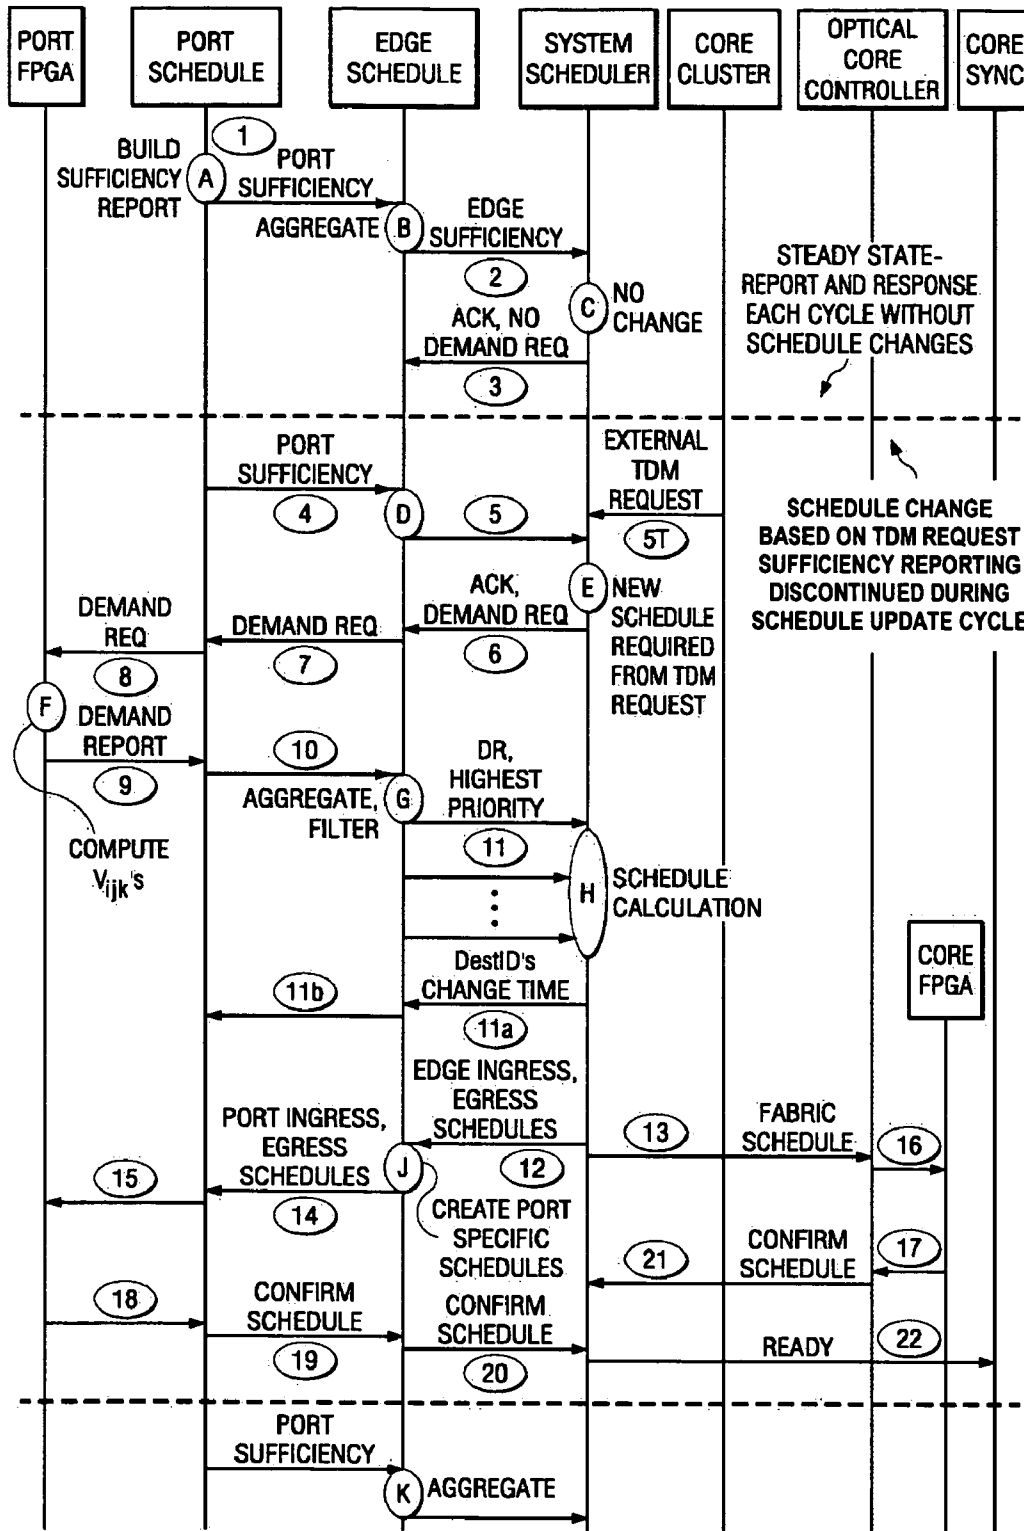 PORT
FPGA
PORT
SCHEDULE
EDGE
SCHEDULE
SYSTEM
SCHEDULER
CORE
CLUSTER
OPTICAL
CORE
CONTROLLER
CORE
SYNC
1
BUILD
SUFFICIENCY
REPORT
A
PORT
SUFFICIENCY
AGGREGATE
B
EDGE
SUFFICIENCY
2
C
NO
CHANGE
ACK, NO
DEMAND REQ
3
STEADY STATE-
REPORT AND RESPONSE
EACH CYCLE WITHOUT
SCHEDULE CHANGES
PORT
SUFFICIENCY
4
D
5
EXTERNAL
TDM
REQUEST
5T
SCHEDULE CHANGE
BASED ON TDM REQUEST
SUFFICIENCY REPORTING
DISCONTINUED DURING
SCHEDULE UPDATE CYCLE
E
NEW
SCHEDULE
REQUIRED
FROM TDM
REQUEST
ACK,
DEMAND REQ
6
DEMAND REQ
7
DEMAND
REQ
8
F
DEMAND
REPORT
9
COMPUTE
Vijk's
10
AGGREGATE,
FILTER
G
DR,
HIGHEST
PRIORITY
11
H
SCHEDULE
CALCULATION
CORE
FPGA
DestID's
CHANGE TIME
11a
11b
EDGE INGRESS,
EGRESS
SCHEDULES
12
13
FABRIC
SCHEDULE
16
PORT INGRESS,
EGRESS
SCHEDULES
J
14
15
CREATE PORT
SPECIFIC
SCHEDULES
21
CONFIRM
SCHEDULE
17
18
CONFIRM
SCHEDULE
19
CONFIRM
SCHEDULE
20
READY
22
PORT
SUFFICIENCY
K
AGGREGATE